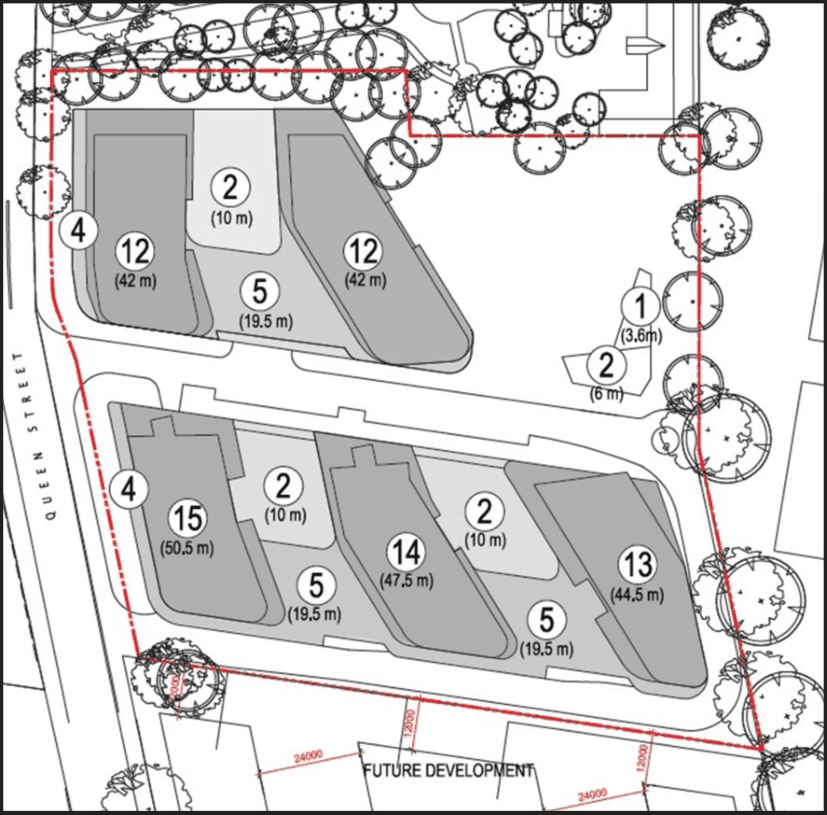 2
(10 m)
4
12
(42 m)
12
(42 m)
5
(19.5 m)
1
(3.6m)
2
(6 m)
QUEEN STREET
4
15
(50.5 m)
2
(10 m)
14
(47.5 m)
2
(10 m)
13
(44.5 m)
5
(19.5 m)
5
(19.5 m)
12000
12000
24000
FUTURE DEVELOPMENT
24000